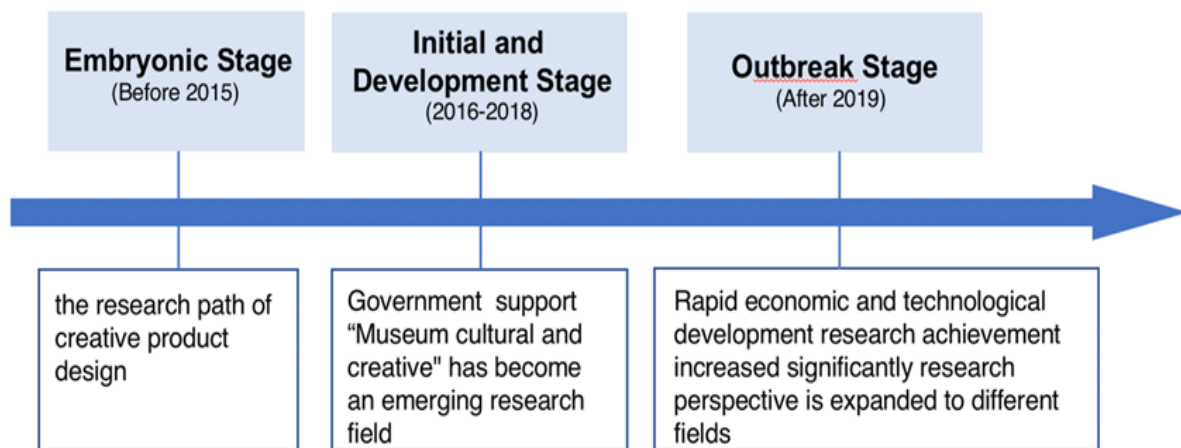 Embryonic Stage
(Before 2015)
Initial and
Development Stage
(2016-2018)
Outbreak Stage
(After 2019)
the research path of
creative product
design
Government support
“Museum cultural and
creative" has become
an emerging research
field
Rapid economic and technological
development research achievement
increased significantly research
perspective is expanded to different
fields